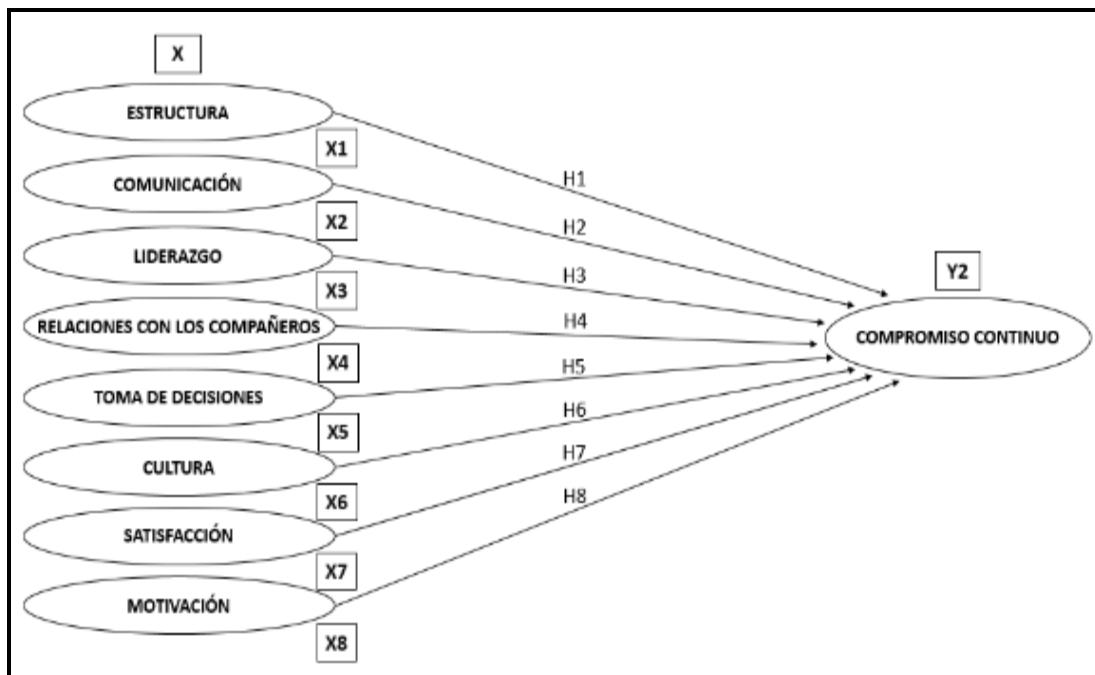 X
ESTRUCTURA
X1
H1
COMUNICACIÓN
X2
H2
LIDERAZGO
X3
H3
RELACIONES CON LOS COMPAÑEROS
X4
H4
TOMA DE DECISIONES
X5
H5
CULTURA
X6
H6
SATISFACCIÓN
X7
H7
MOTIVACIÓN
X8
H8
Y2
COMPROMISO CONTINUO